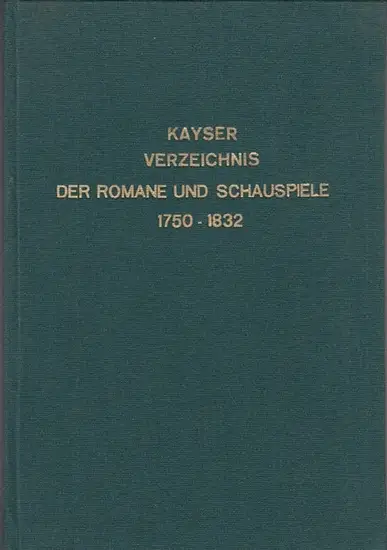 KAYSER
VERZEICHNIS
DER ROMANE UND SCHAUSPIELE
1750-1832